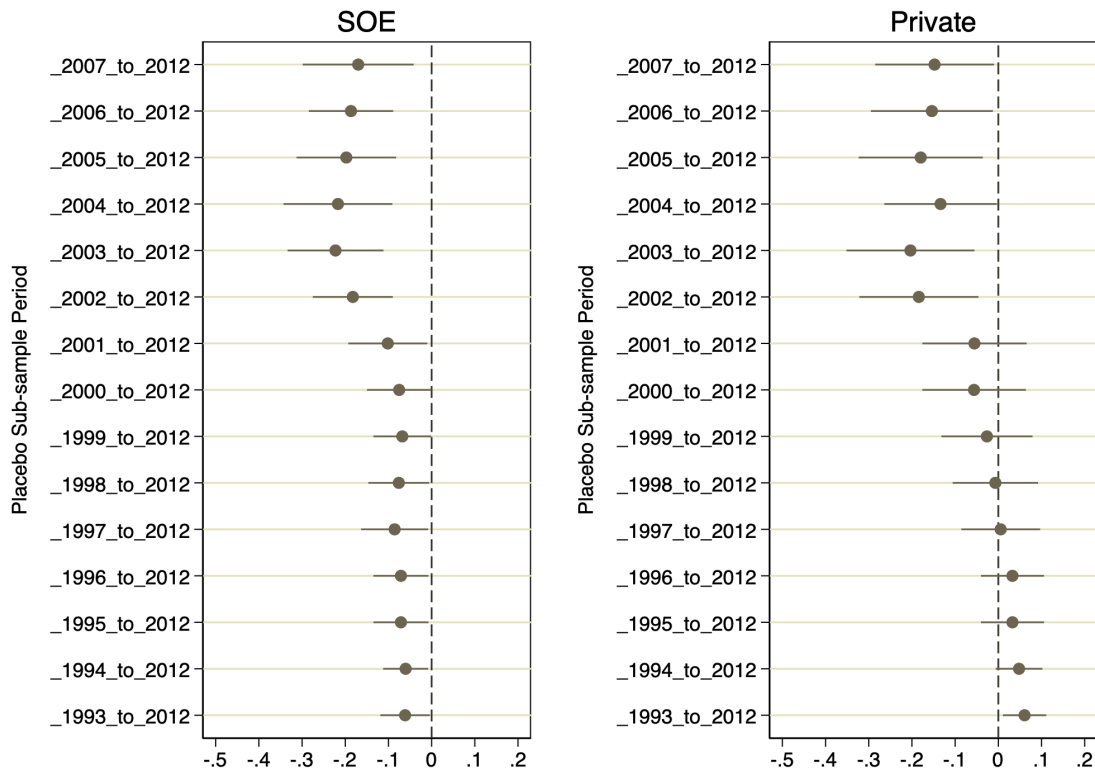 SOE
Placebo Sub-sample Period
_2007_to_2012
_2006_to_2012
_2005_to_2012
_2004_to_2012
_2003_to_2012
_2002_to_2012
_2001_to_2012
_2000_to_2012
_1999_to_2012
_1998_to_2012
_1997_to_2012
_1996_to_2012
_1995_to_2012
_1994_to_2012
_1993_to_2012
-.5 -.4 -.3 -.2 -.1 0 .1 .2
Private
Placebo Sub-sample Period
_2007_to_2012
_2006_to_2012
_2005_to_2012
_2004_to_2012
_2003_to_2012
_2002_to_2012
_2001_to_2012
_2000_to_2012
_1999_to_2012
_1998_to_2012
_1997_to_2012
_1996_to_2012
_1995_to_2012
_1994_to_2012
_1993_to_2012
-.5 -.4 -.3 -.2 -.1 0 .1 .2